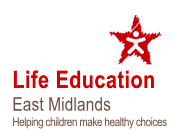 Life Education
East Midlands
Helping children make healthy choices